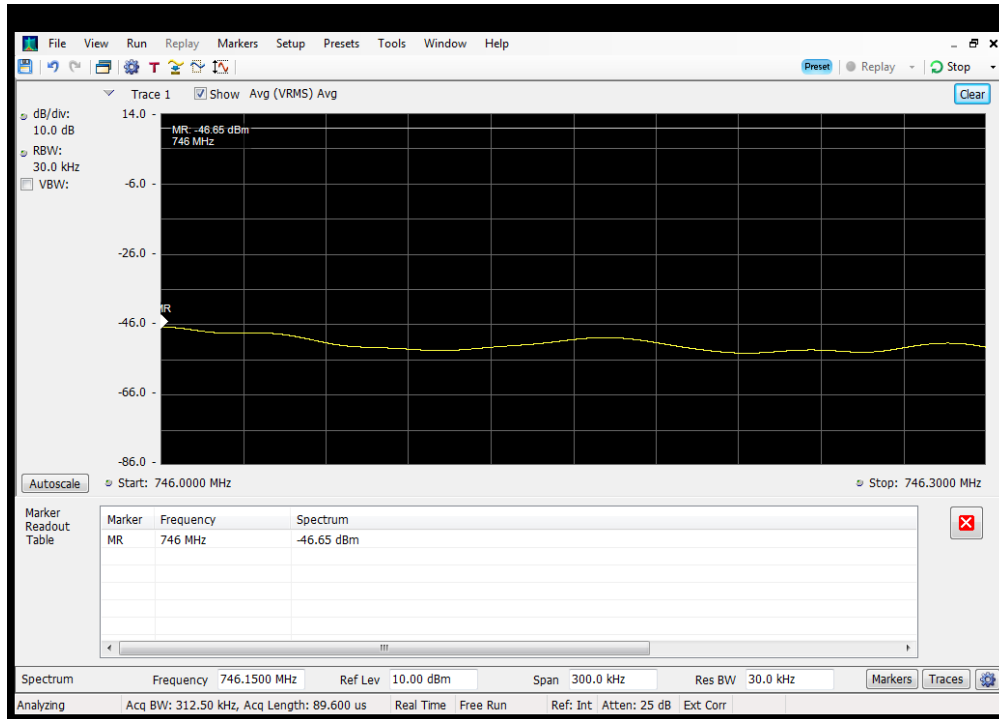 File View Run Replay Markers Setup Presets Tools Window Help
T Preset Replay Stop
Trace 1 Show Avg (VRMS) Avg Clear
dB/div:
10.0 dB
RBW:
30.0 kHz
VBW:
14.0
-6.0
-26.0
-46.0
-66.0
-86.0
MR: -46.65 dBm
746 MHz
MR
Autoscale Start: 746.0000 MHz Stop: 746.3000 MHz
Marker
Readout
Table
Marker Frequency Spectrum
MR 746 MHz -46.65 dBm
Spectrum Frequency 746.1500 MHz Ref Lev 10.00 dBm Span 300.0 kHz Res BW 30.0 kHz Markers Traces
Analyzing Acq BW: 312.50 kHz, Acq Length: 89.600 us Real Time Free Run Ref: Int Atten: 25 dB Ext Corr